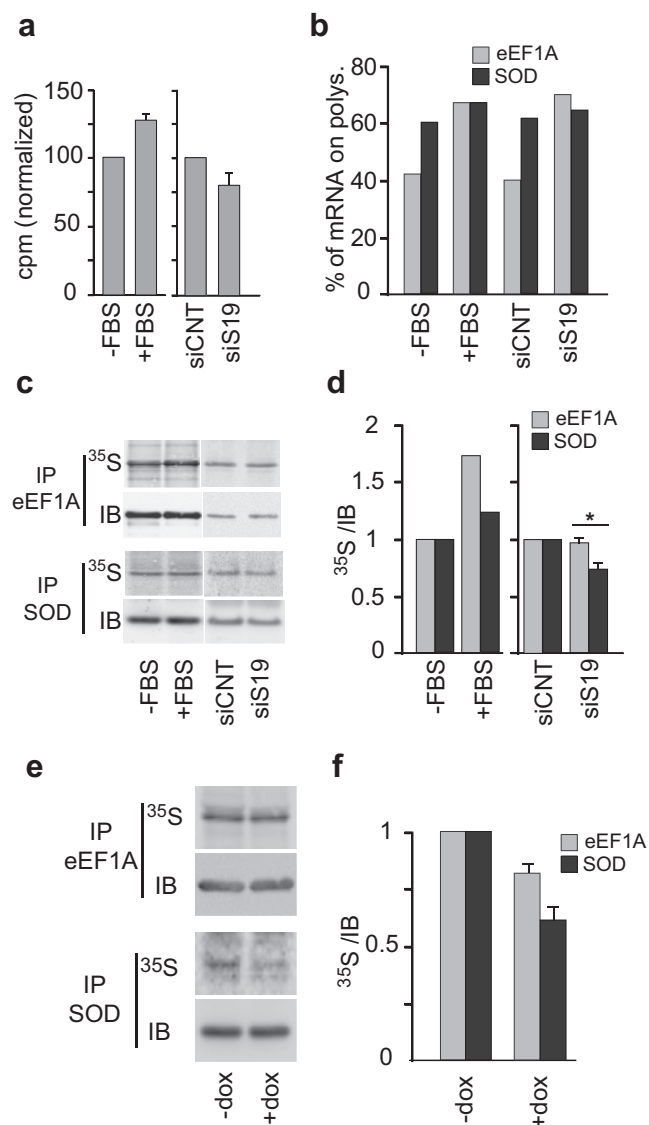 a
cpm (normalized)
150
100
50
0
-FBS
+FBS
siCNT
siS19
b
eEF1A
SOD
% of mRNA on polys.
80
60
40
20
0
-FBS
+FBS
siCNT
siS19
c
IP
eEF1A
35S
IB
IP
SOD
35S
IB
-FBS
+FBS
siCNT
siS19
d
eEF1A
SOD
35S /IB
2
1.5
1
0.5
0
*
-FBS
+FBS
siCNT
siS19
e
IP
eEF1A
35S
IB
IP
SOD
35S
IB
-dox
+dox
f
eEF1A
SOD
35S /IB
1
0.5
0
-dox
+dox